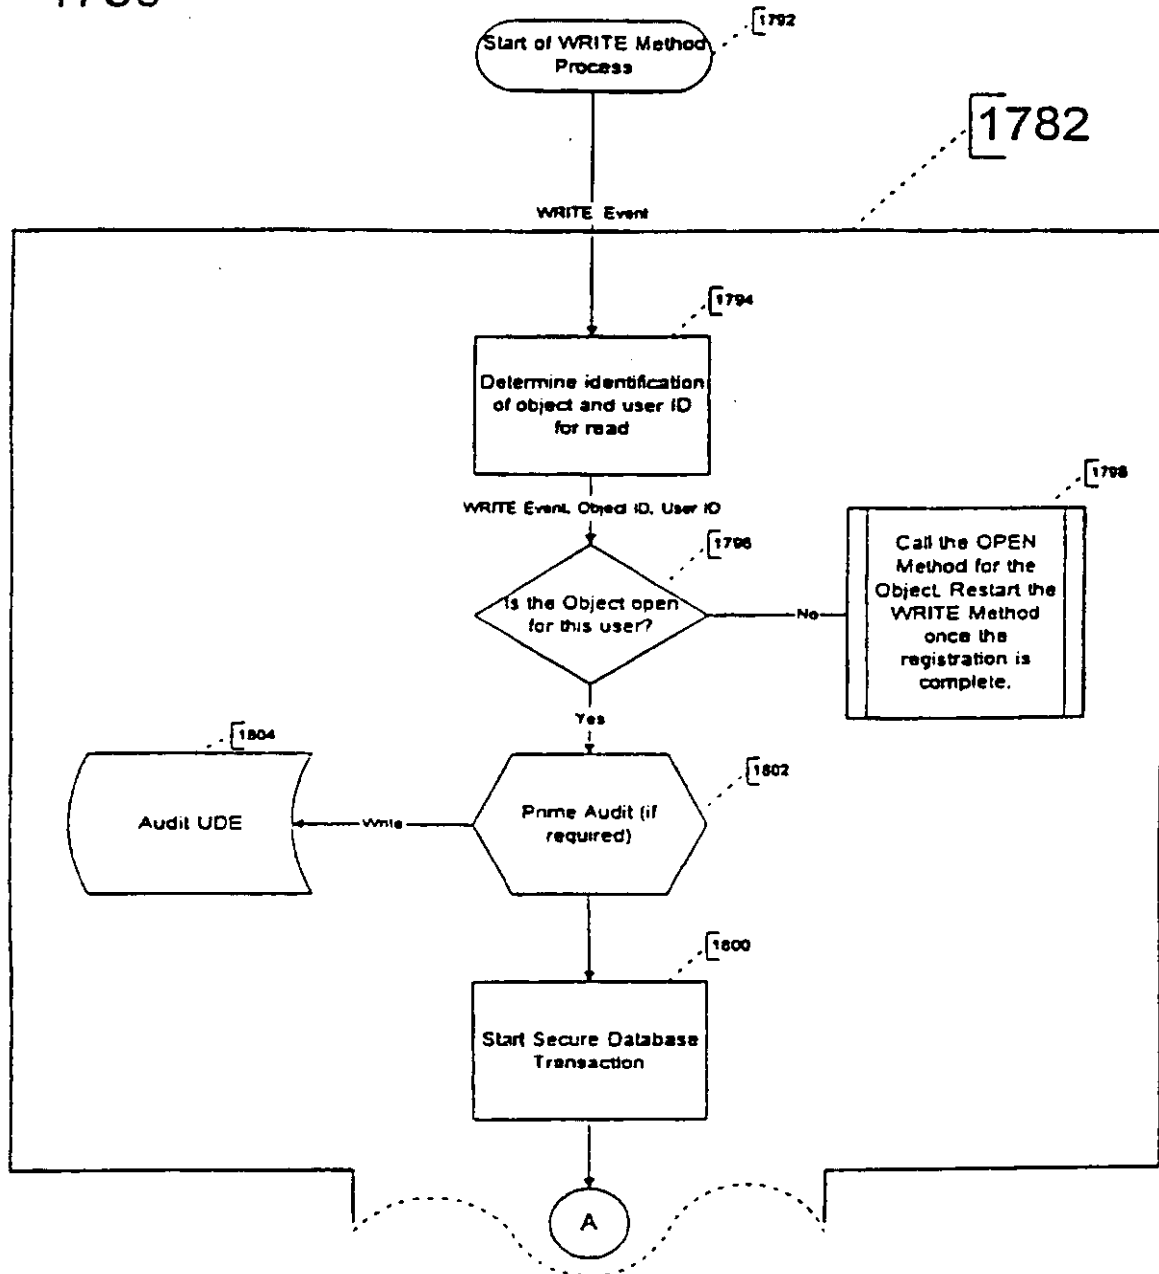 1792
Start of WRITE Method
Process
1782
WRITE Event
1794
Determine identification
of object and user ID
for read
WRITE Event, Object ID, User ID
1798
1796
Call the OPEN
Method for the
Object. Restart the
WRITE Method
once the
registration is
complete.
Is the Object open
for this user?
No
Yes
1804
1802
Audit UDE
Write
Prime Audit (if
required)
1800
Start Secure Database
Transaction
A